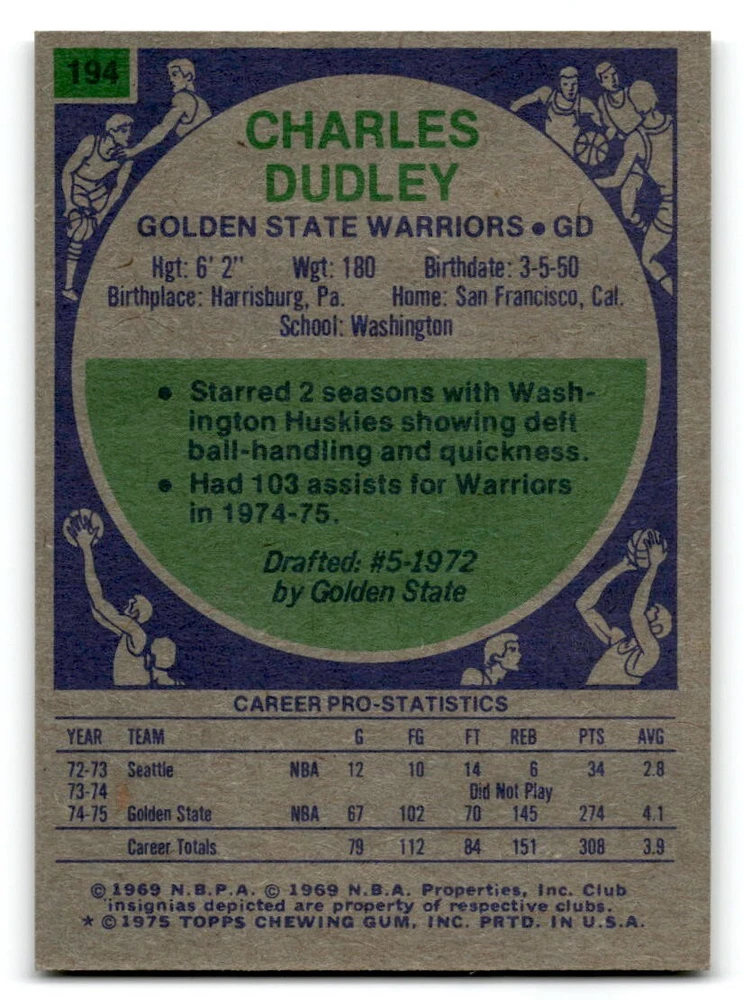 194
CHARLES
DUDLEY
GOLDEN STATE WARRIORS • GD
Hgt: 6' 2" Wgt: 180 Birthdate: 3-5-50
Birthplace: Harrisburg, Pa. Home: San Francisco, Cal.
School: Washington
• Starred 2 seasons with Wash-
ington Huskies showing deft
ball-handling and quickness.
• Had 103 assists for Warriors
in 1974-75.
Drafted: #5-1972
by Golden State
CAREER PRO-STATISTICS
YEAR TEAM G FG FT REB PTS AVG
72-73 Seattle NBA 12 10 14 6 34 2.8
73-74 Did Not Play
74-75 Golden State NBA 67 102 70 145 274 4.1
Career Totals 79 112 84 151 308 3.9
© 1969 N.B.P.A. © 1969 N.B.A. Properties, Inc. Club
insignias depicted are property of respective clubs.
* © 1975 TOPPS CHEWING GUM, INC. PRTD. IN U.S.A.